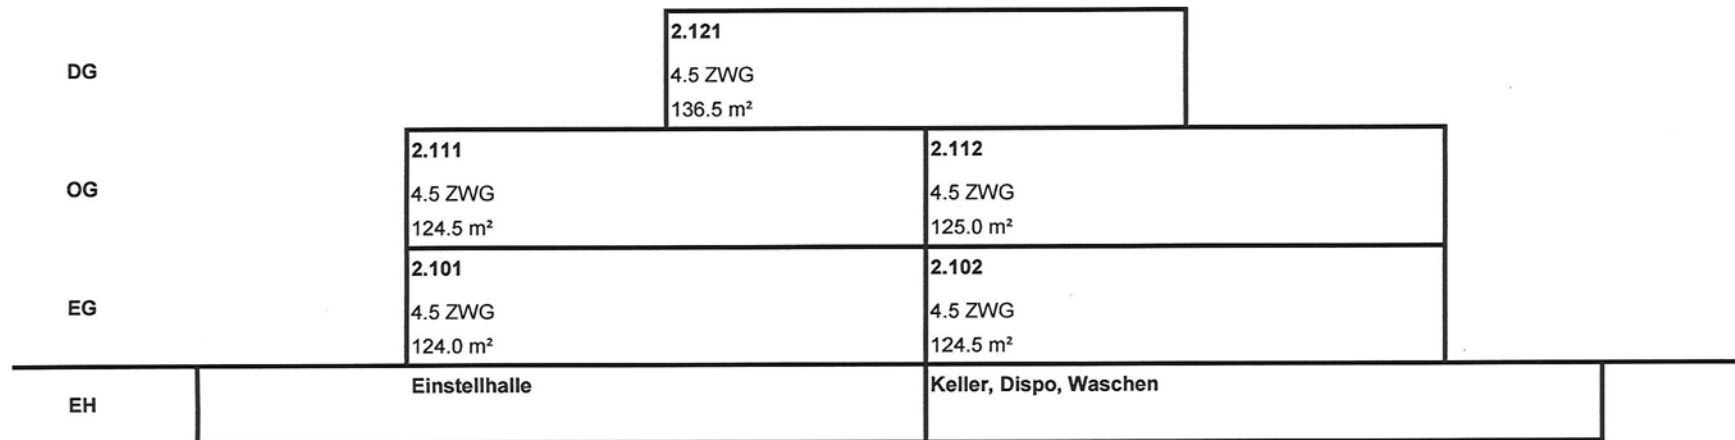 DG
2.121
4.5 ZWG
136.5 m²
OG
2.111
4.5 ZWG
124.5 m²
2.112
4.5 ZWG
125.0 m²
EG
2.101
4.5 ZWG
124.0 m²
2.102
4.5 ZWG
124.5 m²
EH
Einstellhalle
Keller, Dispo, Waschen